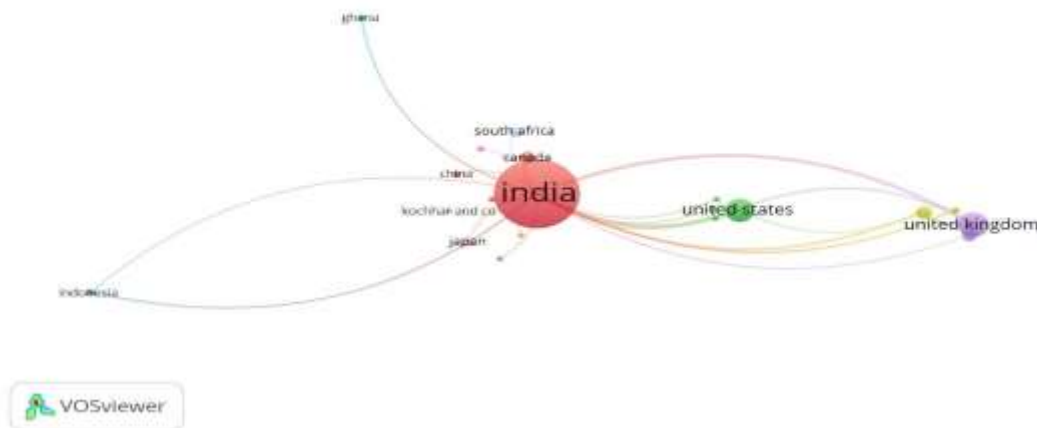 ghana
south africa
canada
china
india
kochhar and co
united states
united kingdom
japan
indonesia
VOSviewer